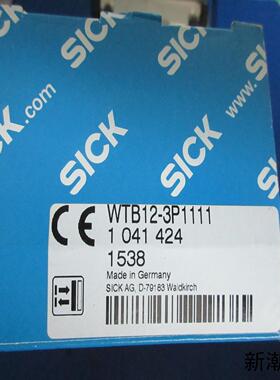 SICK
www.sick.com
SICK
SICK
CE
WTB12-3P1111
1 041 424
1538
Made in Germany
SICK AG, D-79183 Waldkirch
新潮